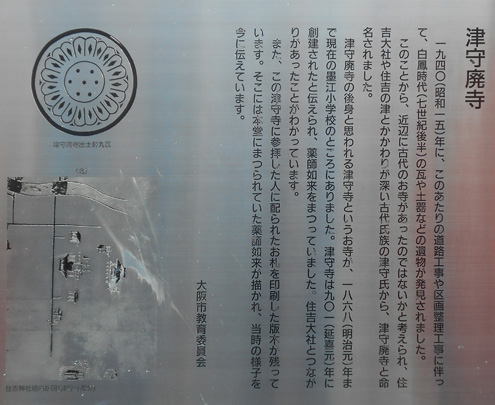 津守廃寺
一九四〇(昭和一五)年に、このあたりの道路工事や区画整理工事に伴っ
て、白鳳時代(七世紀後半)の瓦や土器などの遺物が発見されました。
このことから、近辺に古代のお寺があったのではないかと考えられ、住
吉大社や住吉の津とかかわりが深い古代氏族の津守氏から、津守廃寺と命
名されました。
津守廃寺の後身と思われる津守寺というお寺が、一八六八(明治元)年ま
で現在の墨江小学校のところにありました。津守寺は九〇一(延喜元)年に
創建されたと伝えられ、薬師如来をまつっていました。住吉大社とつなが
りがあったことがわかっています。
また、この津守寺に参拝した人に配られたお札を印刷した版木が残って
います。そこには本堂にまつられていた薬師如来が描かれ、当時の様子を
今に伝えています。
大阪市教育委員会
津守廃寺出土軒丸瓦